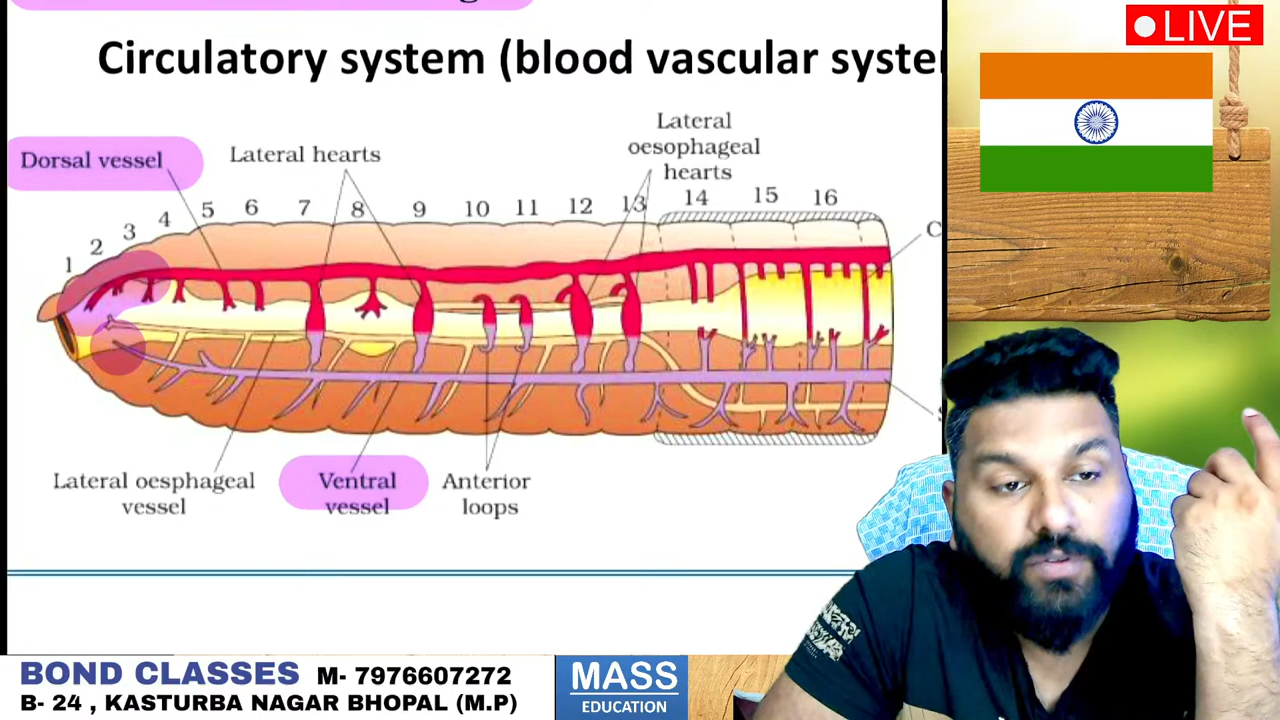 LIVE
Circulatory system (blood vascular syste
Dorsal vessel
Lateral hearts
Lateral
oesophageal
hearts
1 2 3 4 5 6 7 8 9 10 11 12 13 14 15 16
C
Lateral oesphageal
vessel
Ventral
vessel
Anterior
loops
BOND CLASSES M- 7976607272
B- 24 , KASTURBA NAGAR BHOPAL (M.P)
MASS
EDUCATION